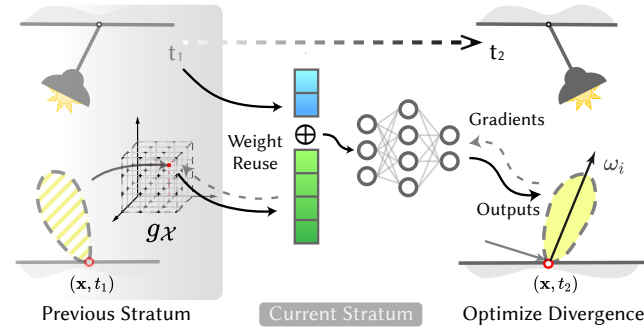 t₁
t₂
Weight
Reuse
⊕
Gradients
Outputs
ωᵢ
g𝒳
(x, t₁)
(x, t₂)
Previous Stratum
Current Stratum
Optimize Divergence